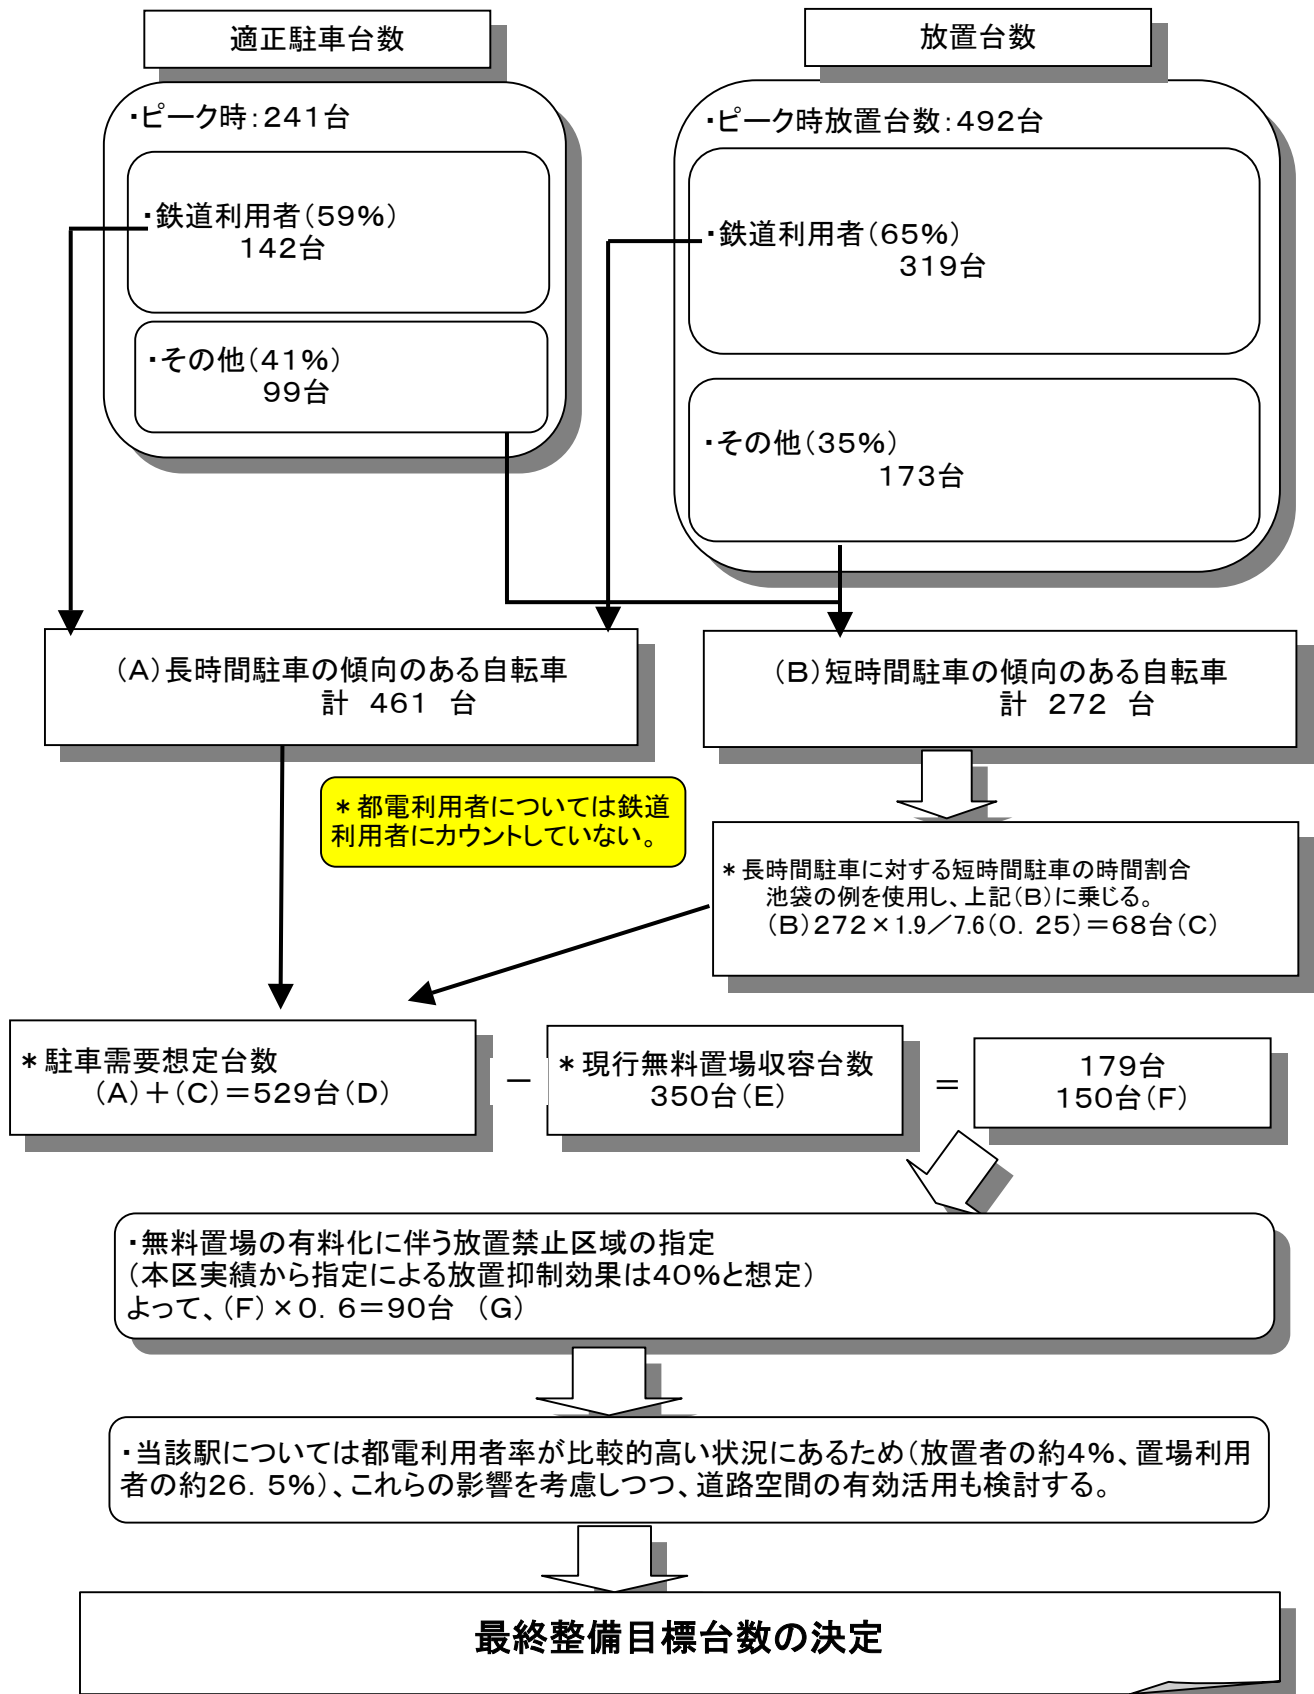 適正駐車台数
・ピーク時：241台
・鉄道利用者（59%）
142台
・その他（41%）
99台
放置台数
・ピーク時放置台数：492台
・鉄道利用者（65%）
319台
・その他（35%）
173台
（A）長時間駐車の傾向のある自転車
計　461　台
（B）短時間駐車の傾向のある自転車
計　272　台
＊都電利用者については鉄道
利用者にカウントしていない。
＊長時間駐車に対する短時間駐車の時間割合
池袋の例を使用し、上記（B）に乗じる。
（B）272×1.9／7.6（0．25）＝68台（C）
＊駐車需要想定台数
（A）＋（C）＝529台（D）
－
＊現行無料置場収容台数
350台（E）
＝
179台
150台（F）
・無料置場の有料化に伴う放置禁止区域の指定
（本区実績から指定による放置抑制効果は40%と想定）
よって、（F）×0．6＝90台　（G）
・当該駅については都電利用者率が比較的高い状況にあるため（放置者の約4%、置場利用
者の約26．5%）、これらの影響を考慮しつつ、道路空間の有効活用も検討する。
最終整備目標台数の決定